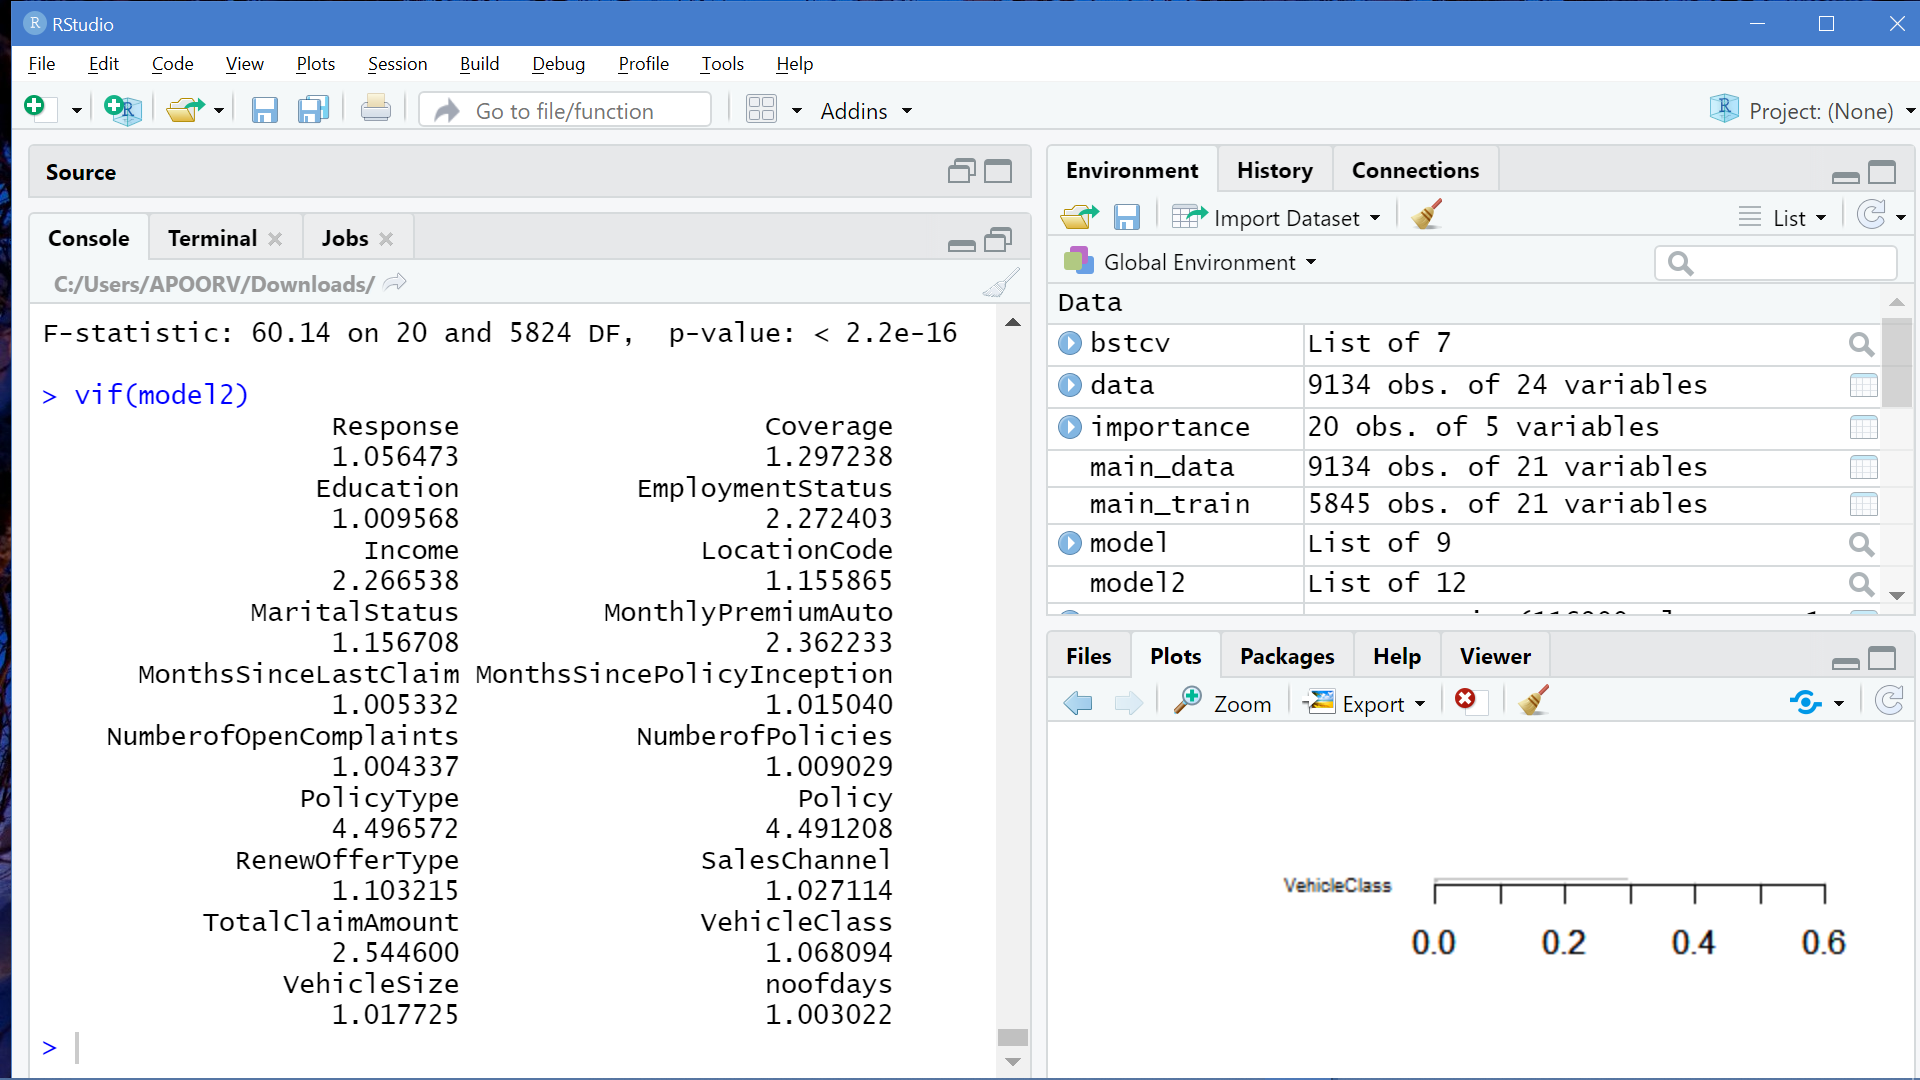 RStudio
File Edit Code View Plots Session Build Debug Profile Tools Help
Go to file/function Addins Project: (None)
Source
Console Terminal Jobs
C:/Users/APOORV/Downloads/
F-statistic: 60.14 on 20 and 5824 DF,  p-value: < 2.2e-16
> vif(model2)
Response Coverage
1.056473 1.297238
Education EmploymentStatus
1.009568 2.272403
Income LocationCode
2.266538 1.155865
MaritalStatus MonthlyPremiumAuto
1.156708 2.362233
MonthsSinceLastClaim MonthsSincePolicyInception
1.005332 1.015040
NumberofOpenComplaints NumberofPolicies
1.004337 1.009029
PolicyType Policy
4.496572 4.491208
RenewOfferType SalesChannel
1.103215 1.027114
TotalClaimAmount VehicleClass
2.544600 1.068094
VehicleSize noofdays
1.017725 1.003022
>
Environment History Connections
Import Dataset List
Global Environment
Data
bstcv List of 7
data 9134 obs. of 24 variables
importance 20 obs. of 5 variables
main_data 9134 obs. of 21 variables
main_train 5845 obs. of 21 variables
model List of 9
model2 List of 12
Files Plots Packages Help Viewer
Zoom Export
VehicleClass
0.0 0.2 0.4 0.6